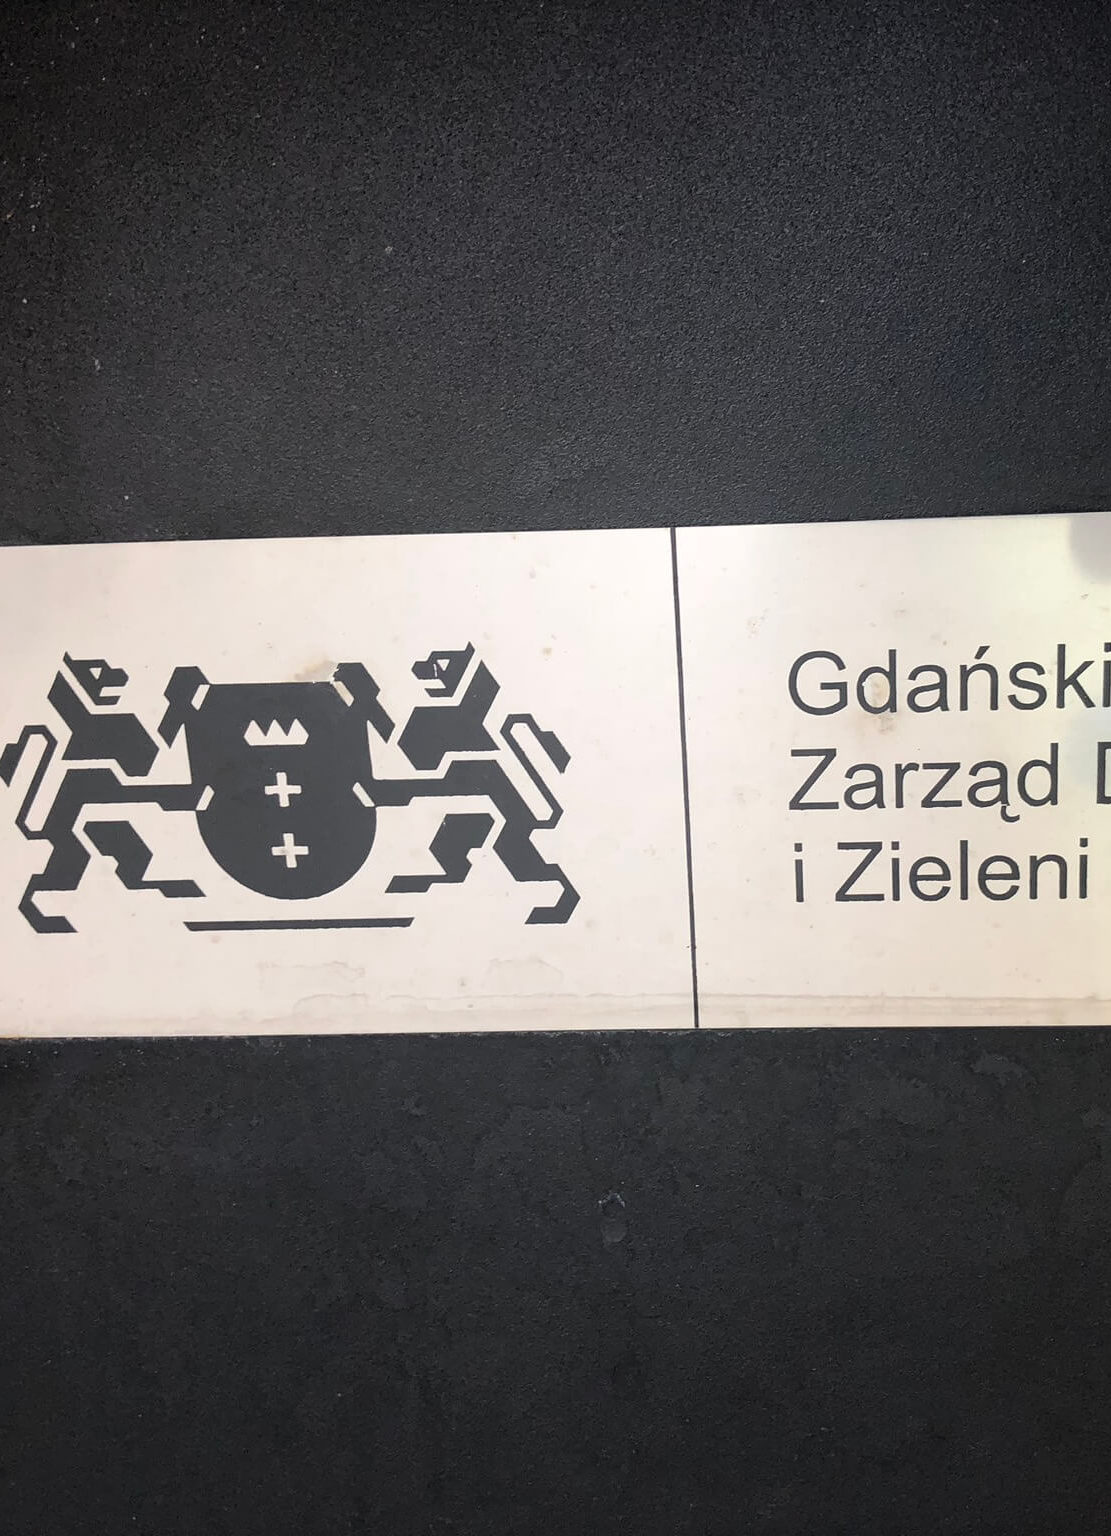 Gdański
Zarząd
i Zieleni